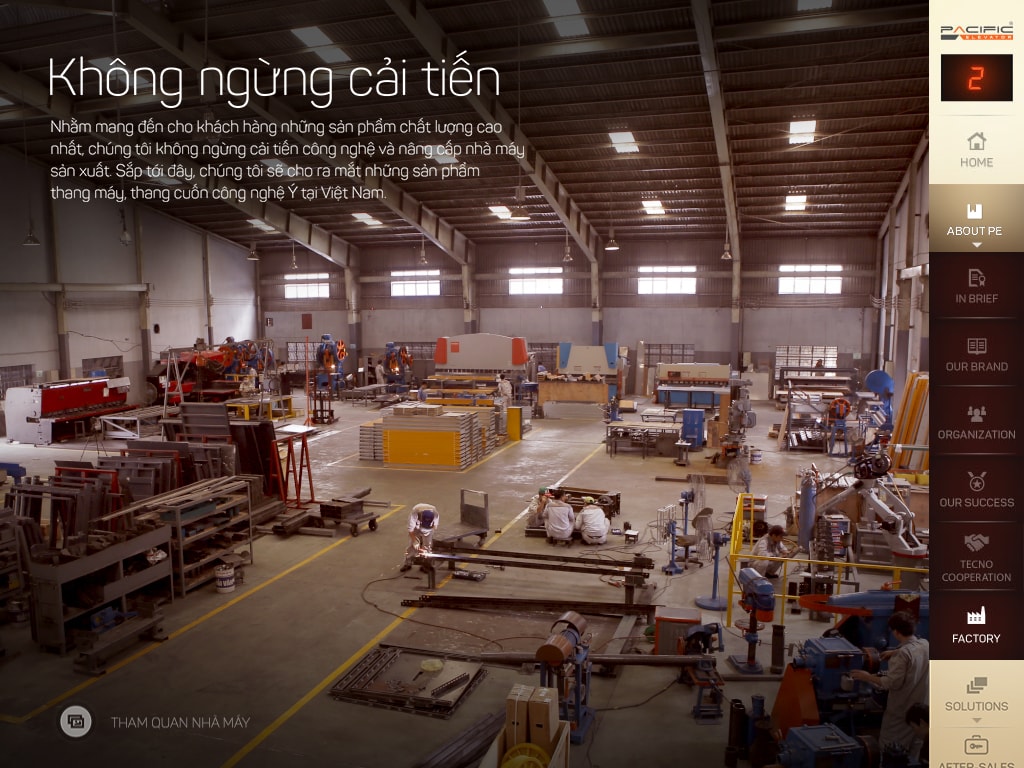 Không ngừng cải tiến
Nhằm mang đến cho khách hàng những sản phẩm chất lượng cao
nhất, chúng tôi không ngừng cải tiến công nghệ và nâng cấp nhà máy
sản xuất. Sắp tới đây, chúng tôi sẽ cho ra mắt những sản phẩm
thang máy, thang cuốn công nghệ Ý tại Việt Nam.
THAM QUAN NHÀ MÁY
PACIFIC
ELEVATOR
2
HOME
ABOUT PE
IN BRIEF
OUR BRAND
ORGANIZATION
OUR SUCCESS
TECNO
COOPERATION
FACTORY
SOLUTIONS
AFTER-SALES